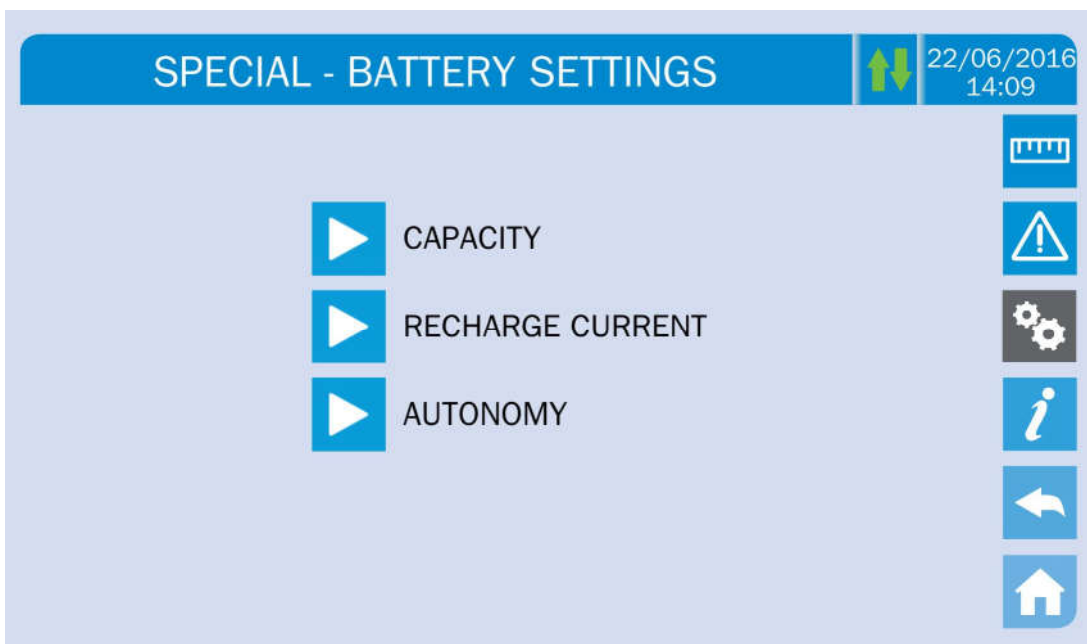 SPECIAL - BATTERY SETTINGS
22/06/2016
14:09
CAPACITY
RECHARGE CURRENT
AUTONOMY